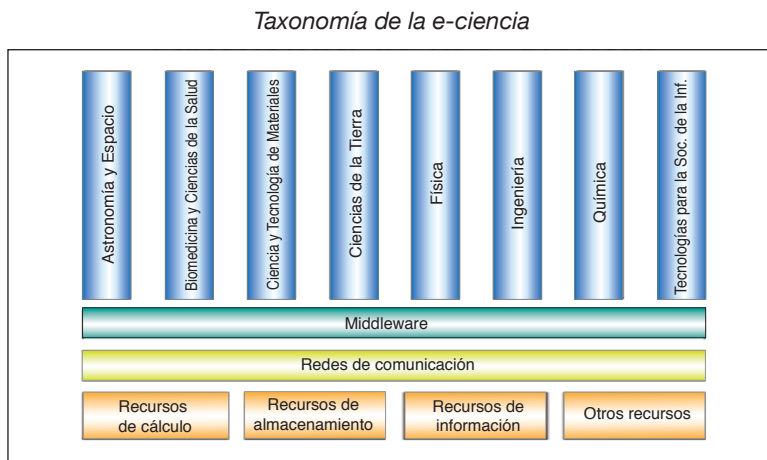 Taxonomía de la e-ciencia
Astronomía y Espacio
Biomedicina y Ciencias de la Salud
Ciencia y Tecnología de Materiales
Ciencias de la Tierra
Física
Ingeniería
Química
Tecnologías para la Soc. de la Inf.
Middleware
Redes de comunicación
Recursos
de cálculo
Recursos de
almacenamiento
Recursos de
información
Otros recursos